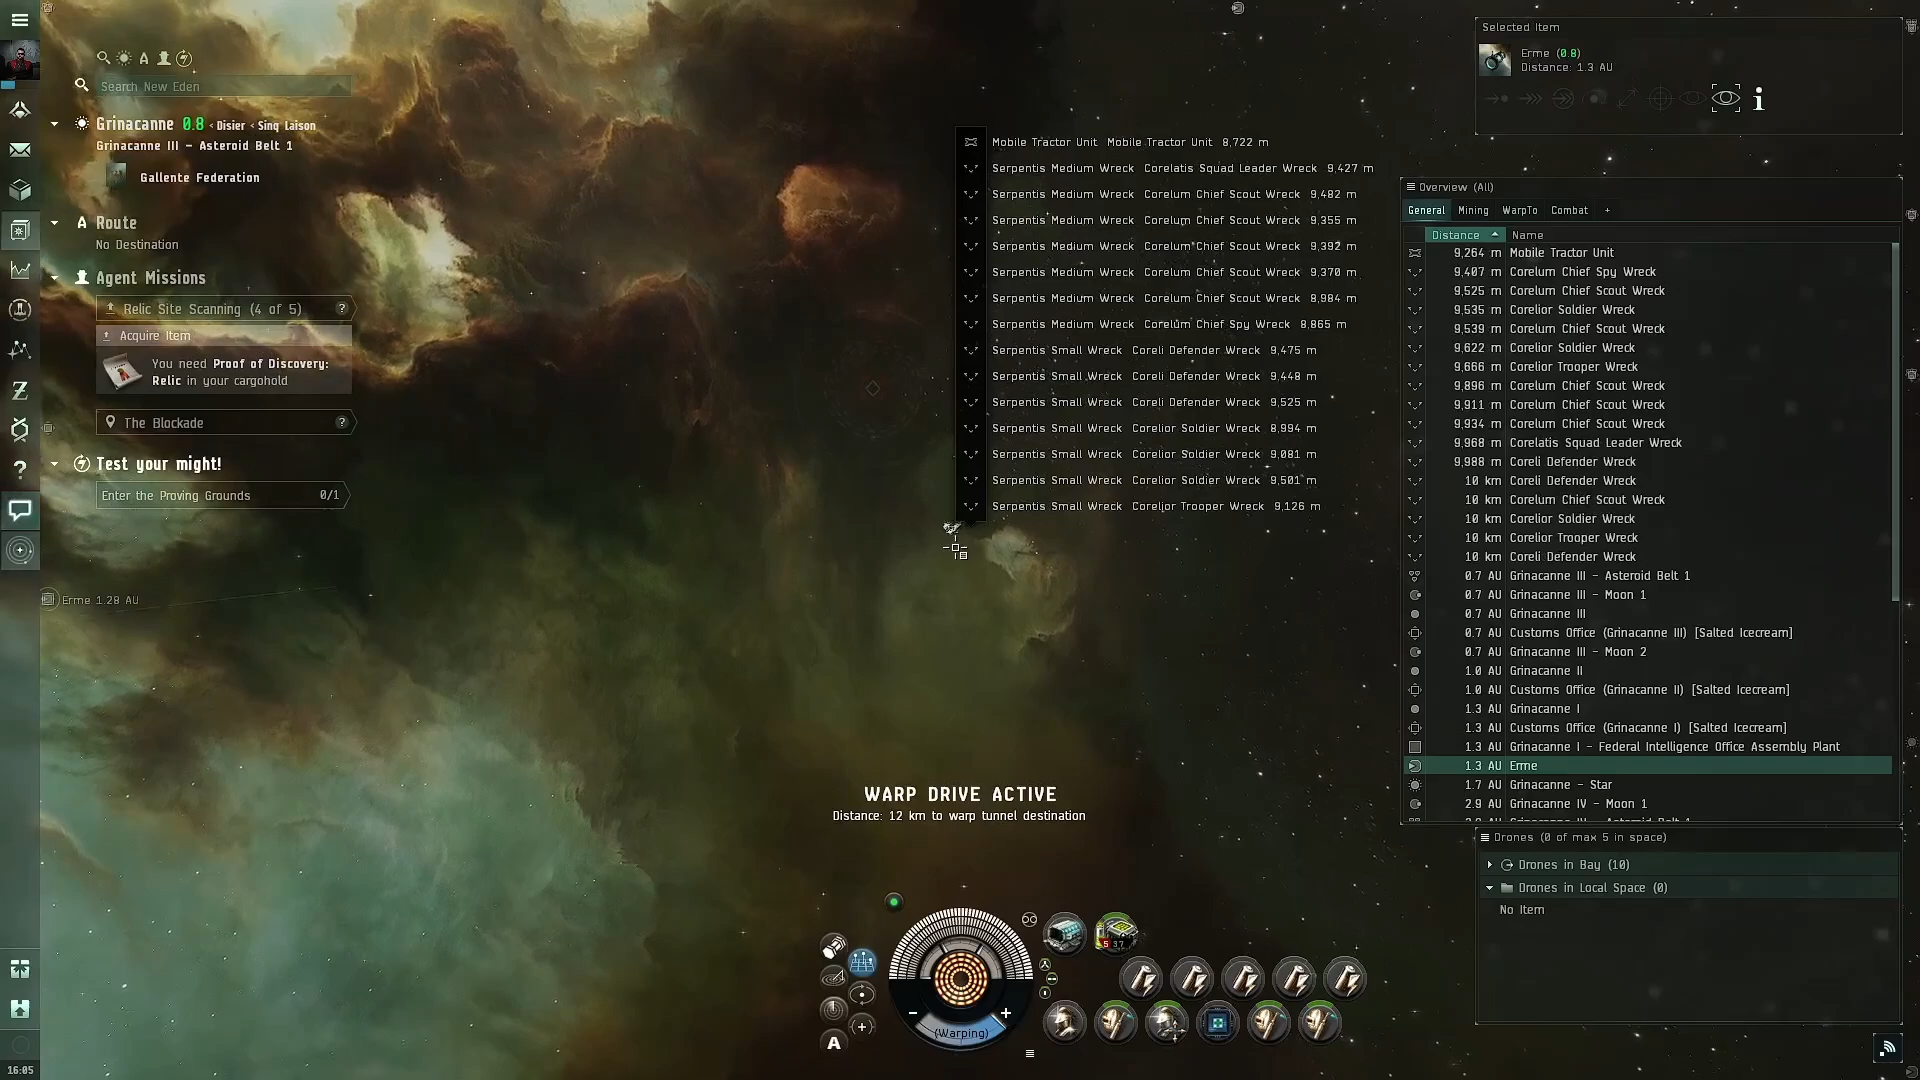 Search New Eden
Grinacanne 0.8 < Disier < Sinq Laison
Grinacanne III - Asteroid Belt 1
Gallente Federation
A Route
No Destination
Agent Missions
Relic Site Scanning (4 of 5) ?
Acquire Item
You need Proof of Discovery:
Relic in your cargohold
The Blockade ?
Test your might!
Enter the Proving Grounds 0/1
Erme 1.28 AU
16:05
Mobile Tractor Unit Mobile Tractor Unit 8,722 m
Serpentis Medium Wreck Corelatis Squad Leader Wreck 9,427 m
Serpentis Medium Wreck Corelum Chief Scout Wreck 9,482 m
Serpentis Medium Wreck Corelum Chief Scout Wreck 9,355 m
Serpentis Medium Wreck Corelum Chief Scout Wreck 9,392 m
Serpentis Medium Wreck Corelum Chief Scout Wreck 9,370 m
Serpentis Medium Wreck Corelum Chief Scout Wreck 8,984 m
Serpentis Medium Wreck Corelum Chief Spy Wreck 8,865 m
Serpentis Small Wreck Coreli Defender Wreck 9,475 m
Serpentis Small Wreck Coreli Defender Wreck 9,448 m
Serpentis Small Wreck Coreli Defender Wreck 9,525 m
Serpentis Small Wreck Corelior Soldier Wreck 8,994 m
Serpentis Small Wreck Corelior Soldier Wreck 9,081 m
Serpentis Small Wreck Corelior Soldier Wreck 9,501 m
Serpentis Small Wreck Corelior Trooper Wreck 9,126 m
WARP DRIVE ACTIVE
Distance: 12 km to warp tunnel destination
5 37
(Warping)
A
Selected Item
Erme (0.8)
Distance: 1.3 AU
Overview (All)
General Mining WarpTo Combat +
Distance Name
9,264 m Mobile Tractor Unit
9,407 m Corelum Chief Spy Wreck
9,525 m Corelum Chief Scout Wreck
9,535 m Corelior Soldier Wreck
9,539 m Corelum Chief Scout Wreck
9,622 m Corelior Soldier Wreck
9,666 m Corelior Trooper Wreck
9,896 m Corelum Chief Scout Wreck
9,911 m Corelum Chief Scout Wreck
9,934 m Corelum Chief Scout Wreck
9,968 m Corelatis Squad Leader Wreck
9,988 m Coreli Defender Wreck
10 km Coreli Defender Wreck
10 km Corelum Chief Scout Wreck
10 km Corelior Soldier Wreck
10 km Corelior Trooper Wreck
10 km Coreli Defender Wreck
0.7 AU Grinacanne III - Asteroid Belt 1
0.7 AU Grinacanne III - Moon 1
0.7 AU Grinacanne III
0.7 AU Customs Office (Grinacanne III) [Salted Icecream]
0.7 AU Grinacanne III - Moon 2
1.0 AU Grinacanne II
1.0 AU Customs Office (Grinacanne II) [Salted Icecream]
1.3 AU Grinacanne I
1.3 AU Customs Office (Grinacanne I) [Salted Icecream]
1.3 AU Grinacanne I - Federal Intelligence Office Assembly Plant
1.3 AU Erme
1.7 AU Grinacanne - Star
2.9 AU Grinacanne IV - Moon 1
Drones (0 of max 5 in space)
Drones in Bay (10)
Drones in Local Space (0)
No Item